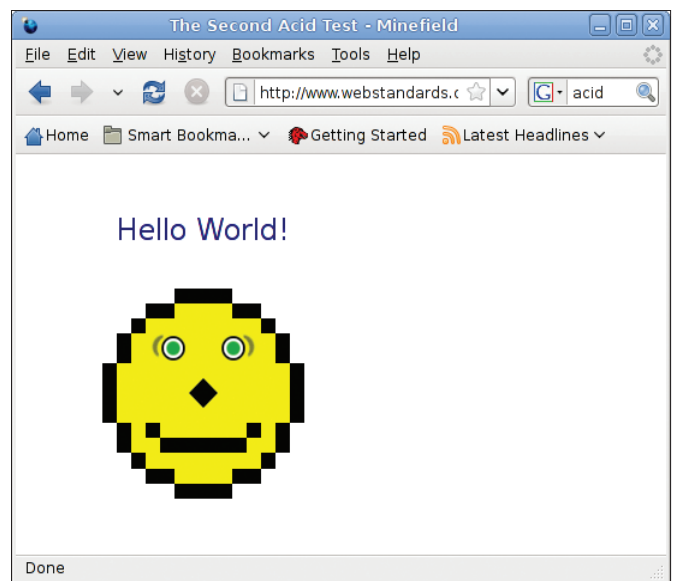 The Second Acid Test - Minefield
File Edit View History Bookmarks Tools Help
http://www.webstandards.c G acid
Home Smart Bookma... Getting Started Latest Headlines
Hello World!
Done